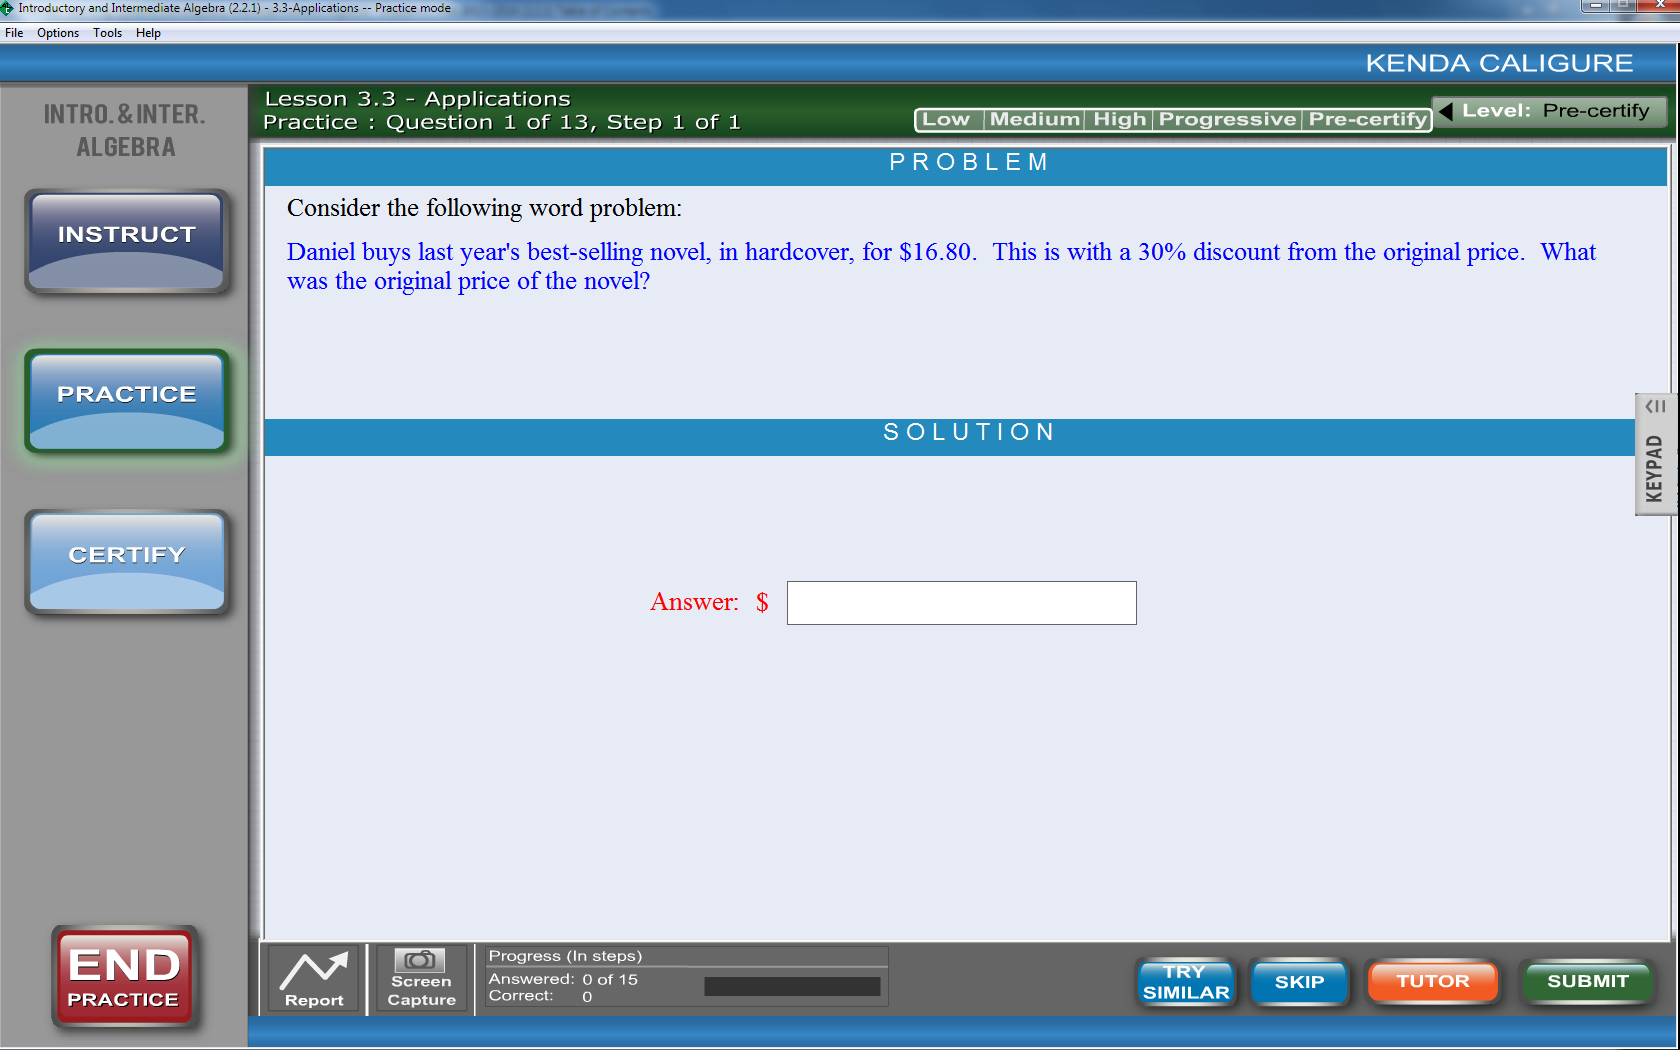 Introductory and Intermediate Algebra (2.2.1) - 3.3-Applications -- Practice mode
File Options Tools Help
KENDA CALIGURE
INTRO. & INTER.
ALGEBRA
Lesson 3.3 - Applications
Practice : Question 1 of 13, Step 1 of 1
Low Medium High Progressive Pre-certify
Level: Pre-certify
PROBLEM
INSTRUCT
Consider the following word problem:
Daniel buys last year's best-selling novel, in hardcover, for $16.80. This is with a 30% discount from the original price. What
was the original price of the novel?
PRACTICE
SOLUTION
KEYPAD
CERTIFY
Answer: $
END
PRACTICE
Report
Screen
Capture
Progress (In steps)
Answered: 0 of 15
Correct: 0
TRY
SIMILAR
SKIP
TUTOR
SUBMIT